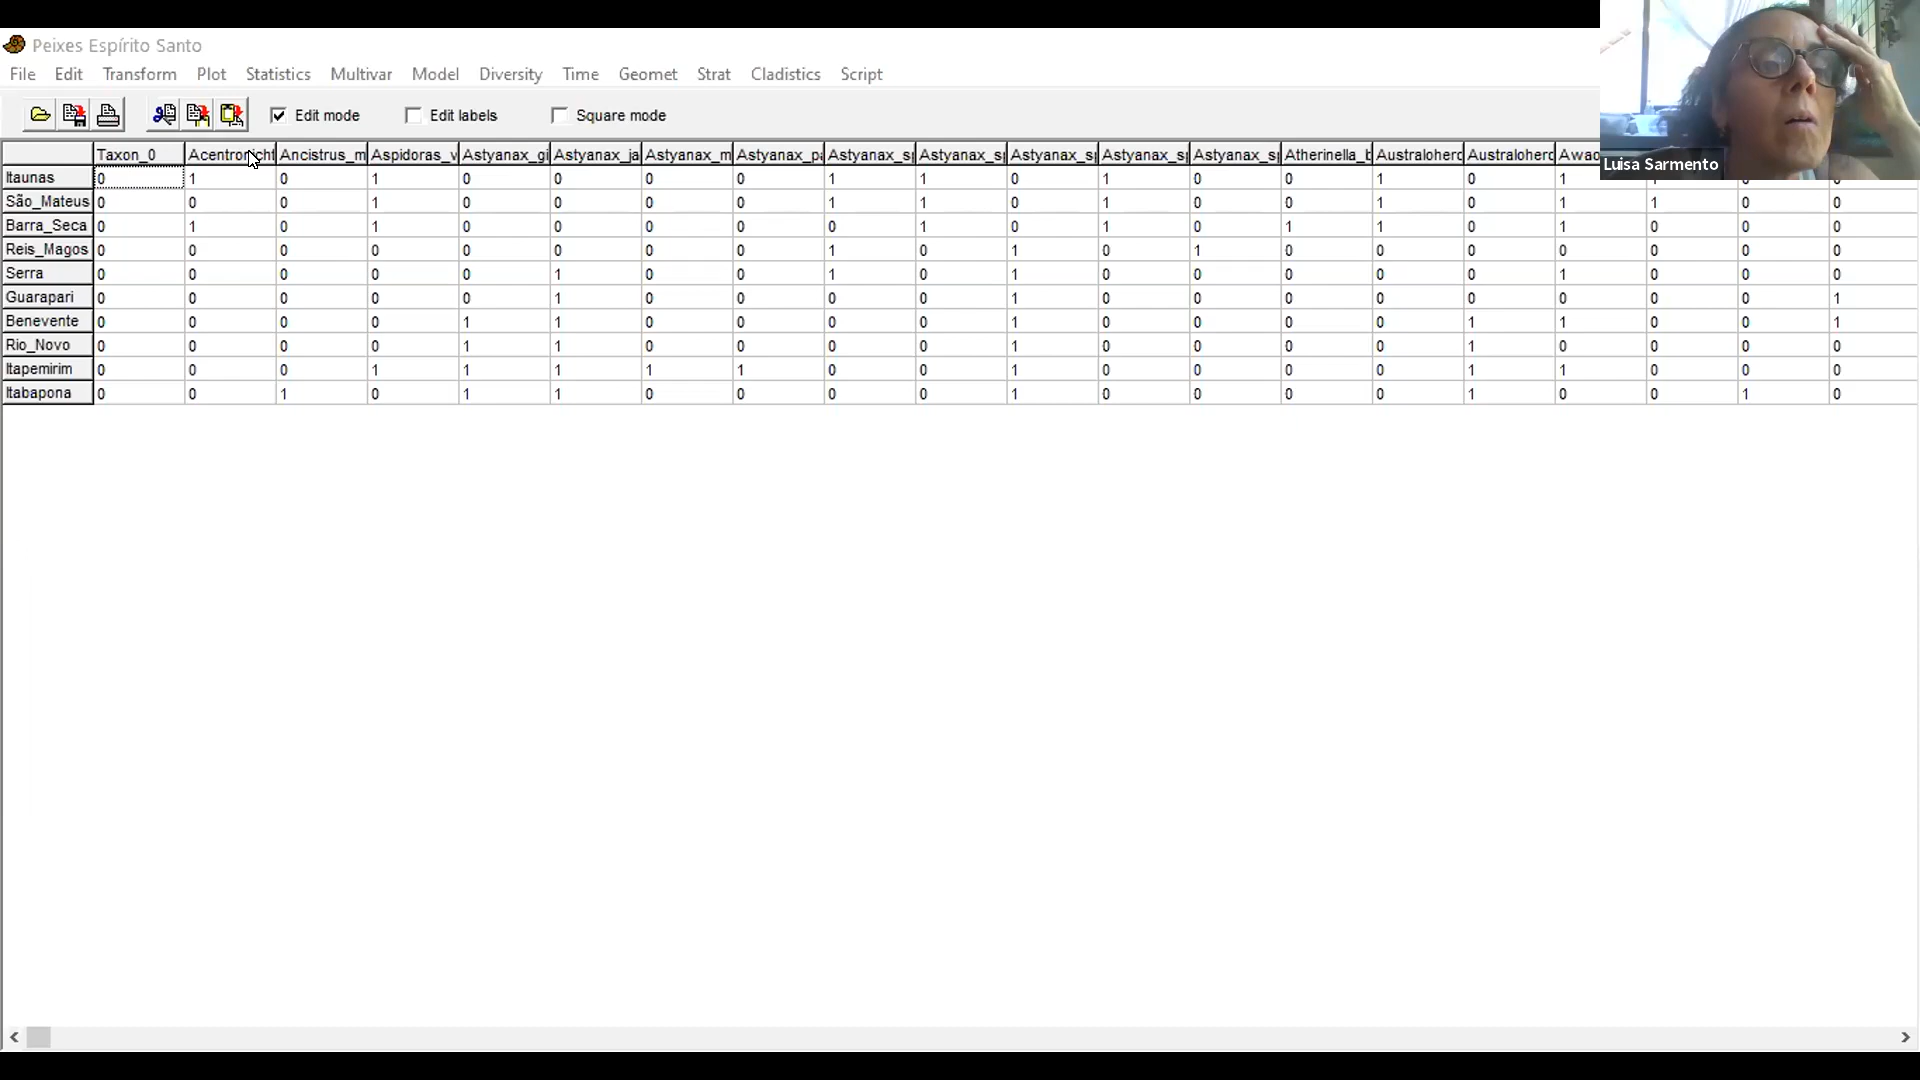 Peixes Espírito Santo
File Edit Transform Plot Statistics Multivar Model Diversity Time Geomet Strat Cladistics Script
Edit mode Edit labels Square mode
Luisa Sarmento
Taxon_0 Ancistrus_m Aspidoras_v Astyanax_gi Astyanax_ja Astyanax_m Astyanax_pa Astyanax_sp Astyanax_sp Astyanax_sp Astyanax_sp Astyanax_sp Atherinella_b Australohero Australohero Awao
Itaunas 0 1 0 1 0 0 0 0 1 1 0 1 0 0 1 0 1
São_Mateus 0 0 0 1 0 0 0 0 1 1 0 1 0 0 1 0 1 1 0 0
Barra_Seca 0 1 0 1 0 0 0 0 0 1 0 1 0 1 1 0 1 0 0 0
Reis_Magos 0 0 0 0 0 0 0 0 1 0 1 0 1 0 0 0 0 0 0 0
Serra 0 0 0 0 0 1 0 0 1 0 1 0 0 0 0 0 1 0 0 0
Guarapari 0 0 0 0 0 1 0 0 0 0 1 0 0 0 0 0 0 0 0 1
Benevente 0 0 0 0 1 1 0 0 0 0 1 0 0 0 0 1 1 0 0 1
Rio_Novo 0 0 0 0 1 1 0 0 0 0 1 0 0 0 0 1 0 0 0 0
Itapemirim 0 0 0 1 1 1 1 1 0 0 1 0 0 0 0 1 1 0 0 0
Itabapona 0 0 1 0 1 1 0 0 0 0 1 0 0 0 0 1 0 0 1 0